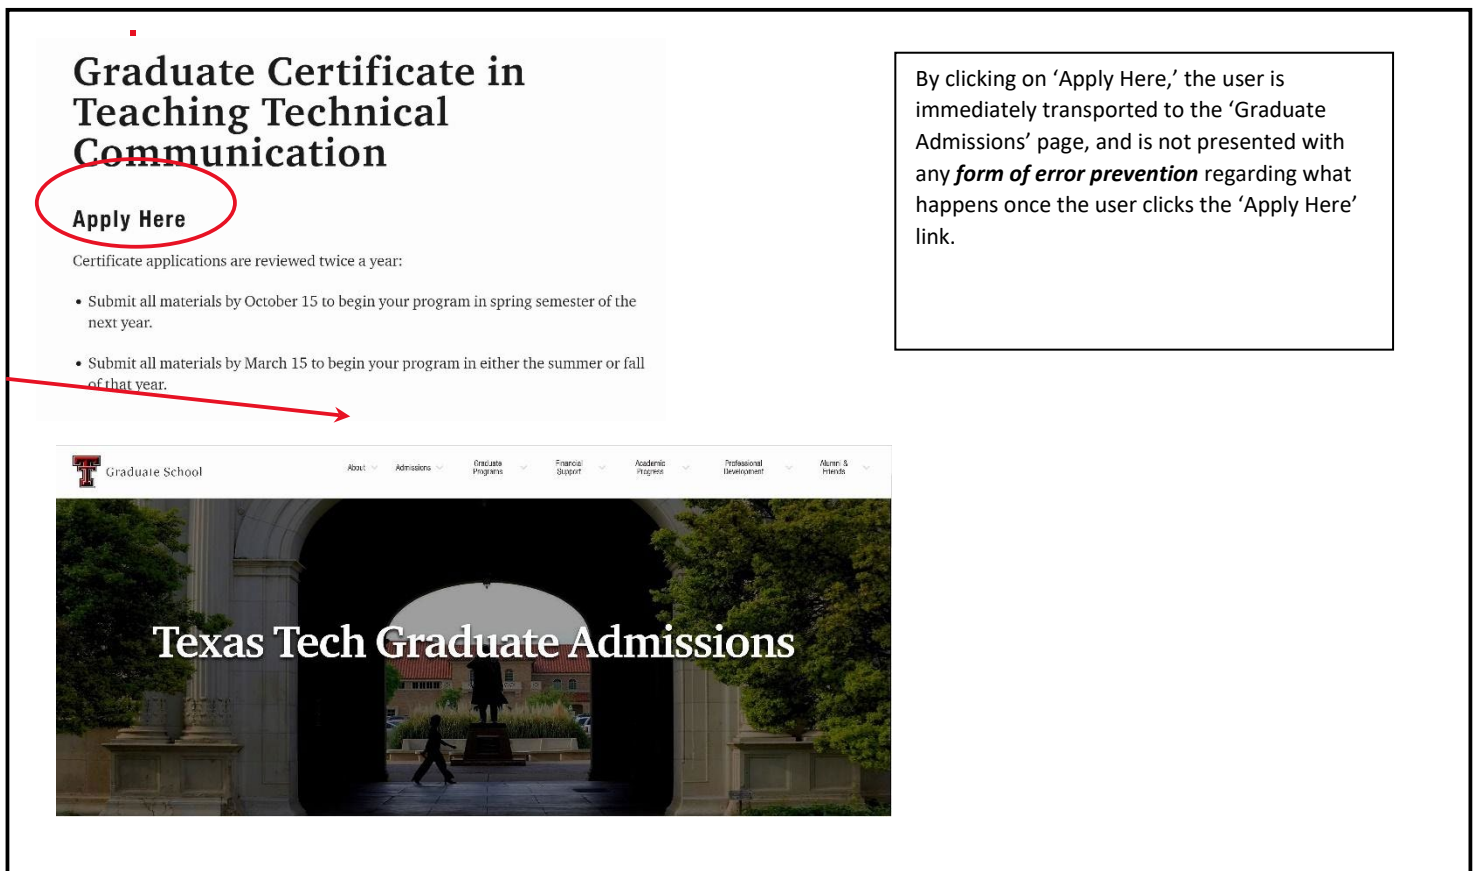 Graduate Certificate in
Teaching Technical
Communication
Apply Here
Certificate applications are reviewed twice a year:
• Submit all materials by October 15 to begin your program in spring semester of the
next year.
• Submit all materials by March 15 to begin your program in either the summer or fall
of that year.
By clicking on ‘Apply Here,’ the user is
immediately transported to the ‘Graduate
Admissions’ page, and is not presented with
any form of error prevention regarding what
happens once the user clicks the ‘Apply Here’
link.
Graduate School
About
Admissions
Graduate
Programs
Financial
Support
Academic
Progress
Professional
Development
Alumni &
Friends
Texas Tech Graduate Admissions